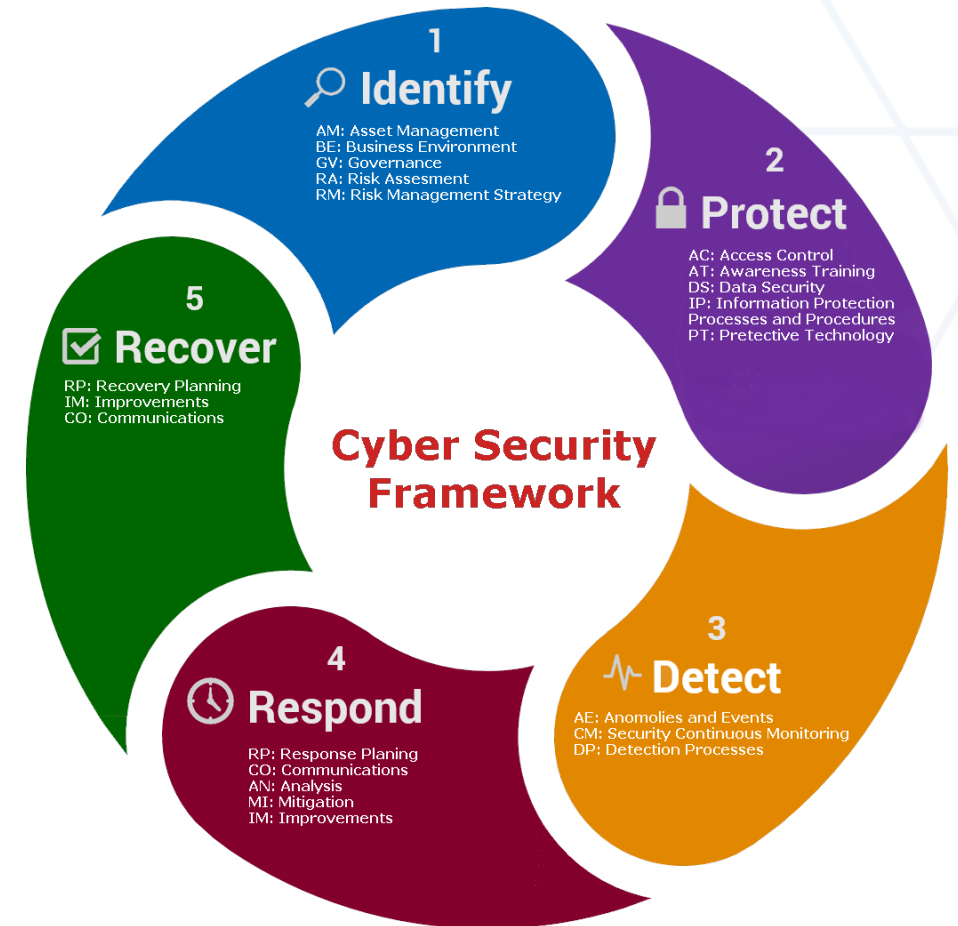 1
Identify
AM: Asset Management
BE: Business Environment
GV: Governance
RA: Risk Assesment
RM: Risk Management Strategy
2
Protect
AC: Access Control
AT: Awareness Training
DS: Data Security
IP: Information Protection
Processes and Procedures
PT: Pretective Technology
3
Detect
AE: Anomolies and Events
CM: Security Continuous Monitoring
DP: Detection Processes
4
Respond
RP: Response Planing
CO: Communications
AN: Analysis
MI: Mitigation
IM: Improvements
5
Recover
RP: Recovery Planning
IM: Improvements
CO: Communications
Cyber Security
Framework